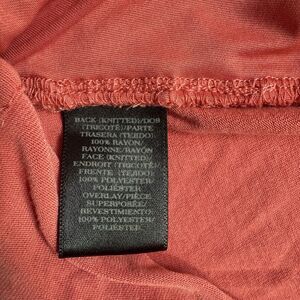 BACK (KNITTED)/DOS
(TRICOTÉ)/PARTE
TRASERA (TEJIDO)
100% RAYON/
RAYONNE/RAYÓN
FACE (KNITTED)/
ENDROIT (TRICOTÉ)/
FRENTE (TEJIDO)
100% POLYESTER/
POLIÉSTER
OVERLAY/PIÈCE
SUPERPOSÉE/
REVESTIMIENTO:
100% POLYESTER/
POLIÉSTER